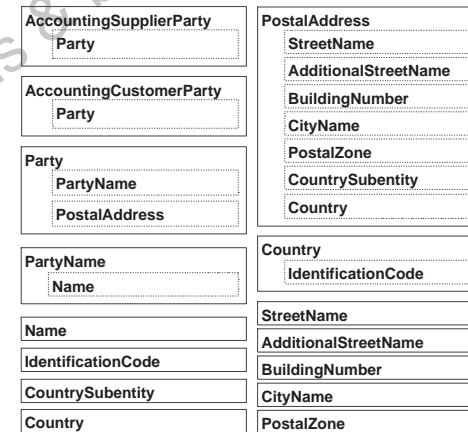 AccountingSupplierParty
Party
AccountingCustomerParty
Party
Party
PartyName
PostalAddress
PartyName
Name
Name
IdentificationCode
CountrySubentity
Country
PostalAddress
StreetName
AdditionalStreetName
BuildingNumber
CityName
PostalZone
CountrySubentity
Country
Country
IdentificationCode
StreetName
AdditionalStreetName
BuildingNumber
CityName
PostalZone